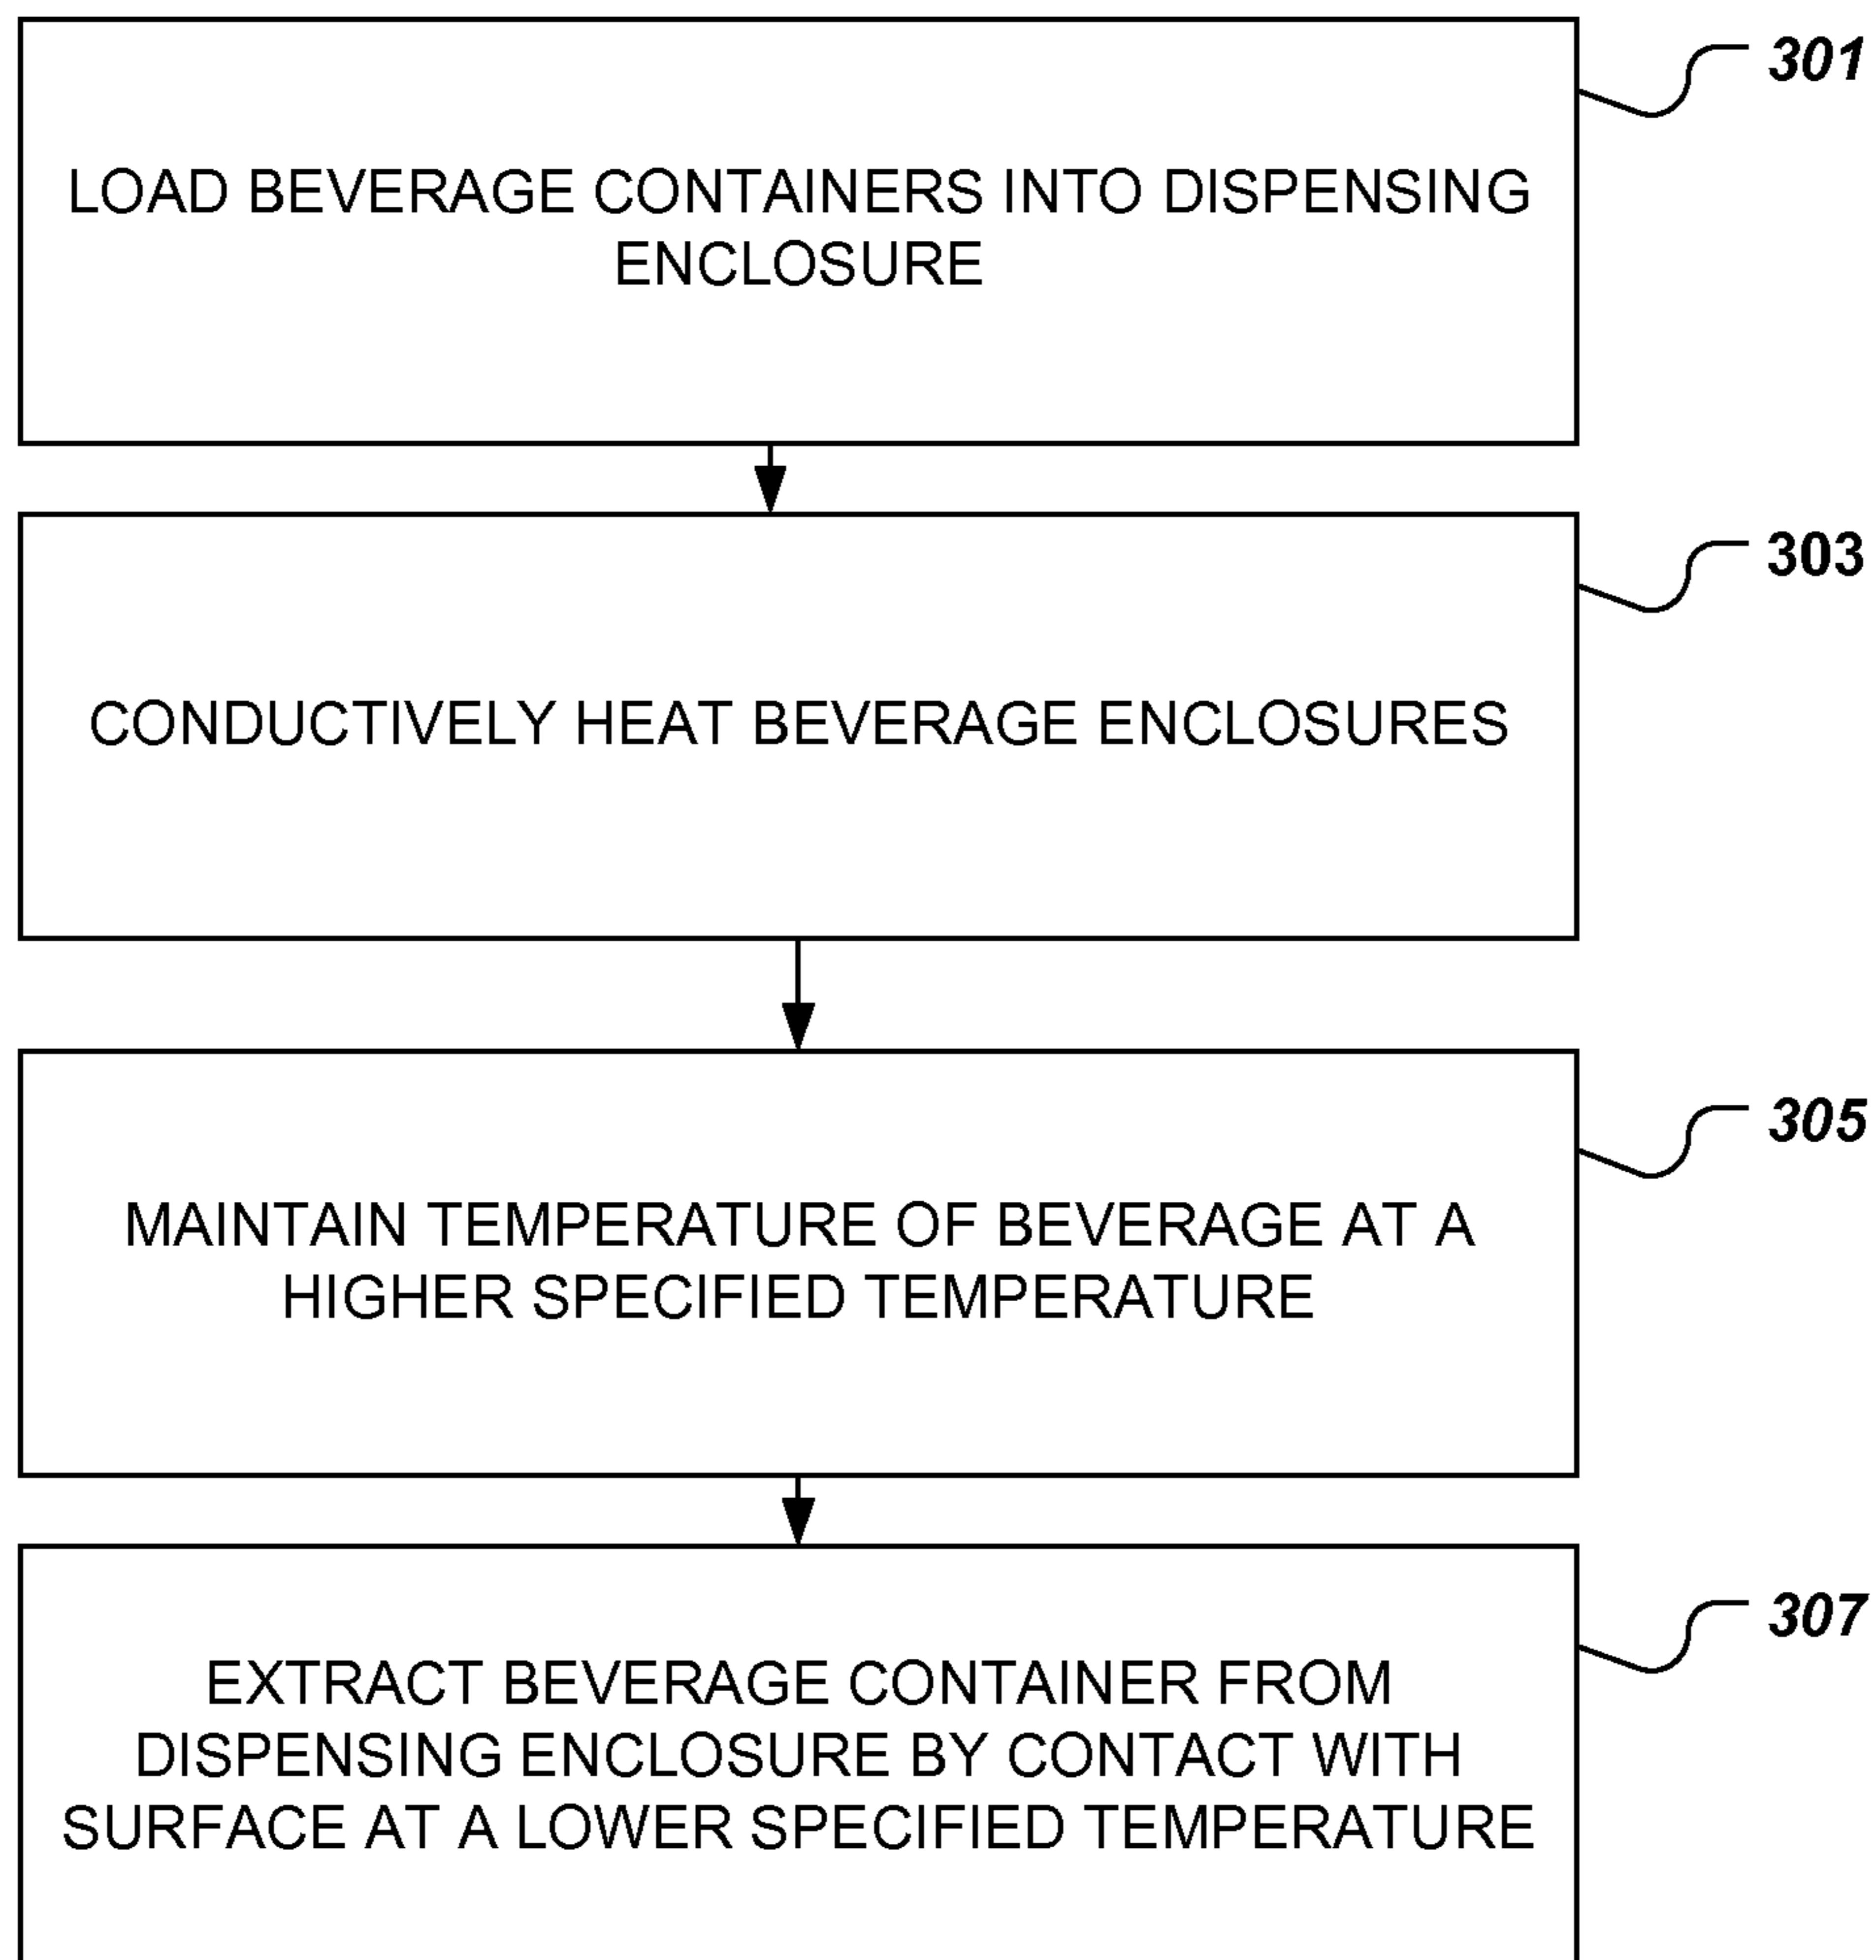 301
LOAD BEVERAGE CONTAINERS INTO DISPENSING
ENCLOSURE
303
CONDUCTIVELY HEAT BEVERAGE ENCLOSURES
305
MAINTAIN TEMPERATURE OF BEVERAGE AT A
HIGHER SPECIFIED TEMPERATURE
307
EXTRACT BEVERAGE CONTAINER FROM
DISPENSING ENCLOSURE BY CONTACT WITH
SURFACE AT A LOWER SPECIFIED TEMPERATURE